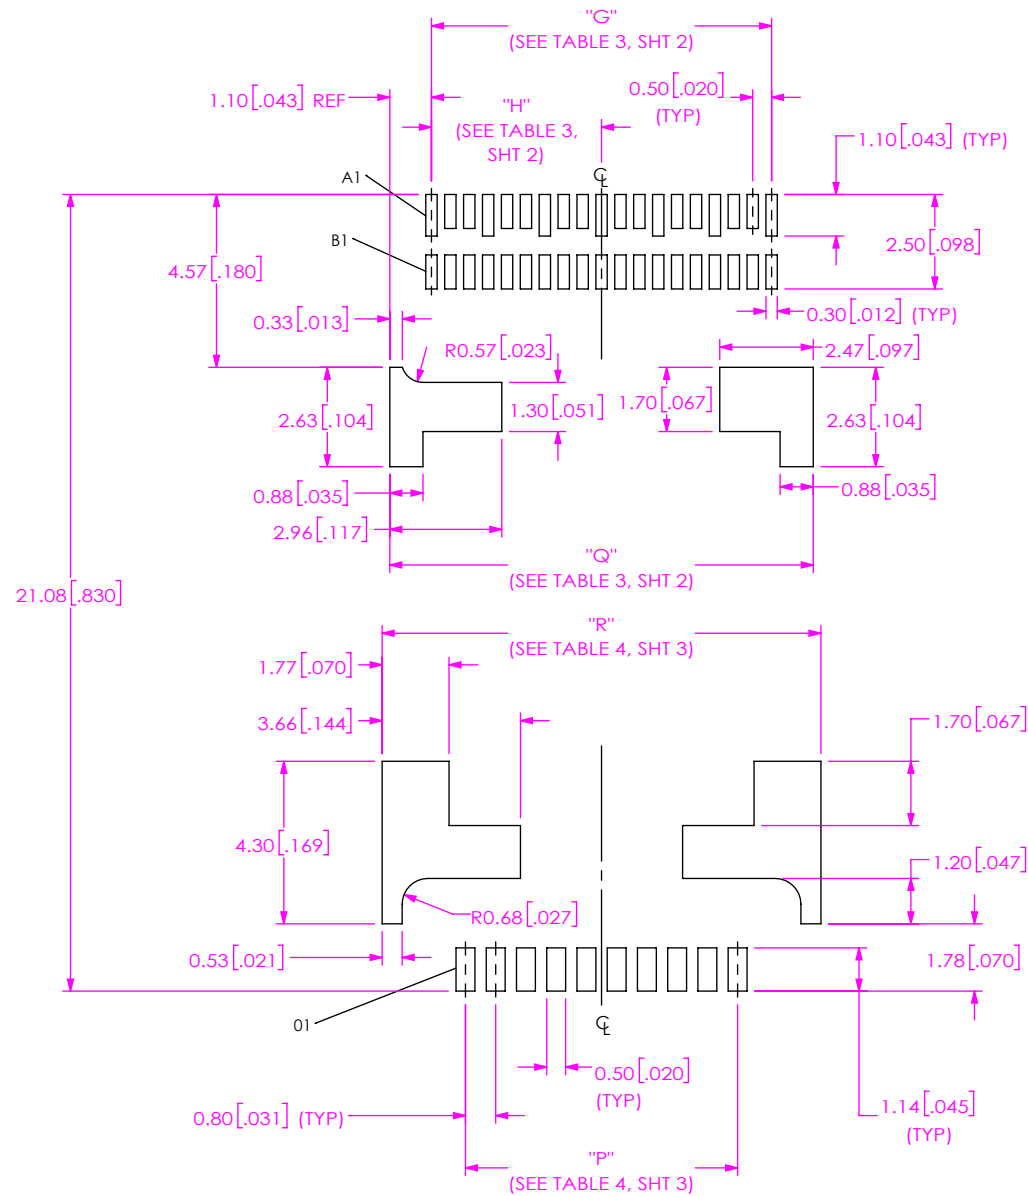 "G"
(SEE TABLE 3, SHT 2)
1.10[.043] REF
"H"
(SEE TABLE 3,
SHT 2)
0.50[.020]
(TYP)
1.10[.043] (TYP)
A1
℄
B1
2.50[.098]
4.57[.180]
0.30[.012] (TYP)
0.33[.013]
R0.57[.023]
2.47[.097]
2.63[.104]
1.30[.051]
1.70[.067]
2.63[.104]
0.88[.035]
0.88[.035]
2.96[.117]
"Q"
(SEE TABLE 3, SHT 2)
21.08[.830]
"R"
(SEE TABLE 4, SHT 3)
1.77[.070]
3.66[.144]
1.70[.067]
4.30[.169]
1.20[.047]
R0.68[.027]
0.53[.021]
1.78[.070]
01
℄
0.50[.020]
(TYP)
0.80[.031] (TYP)
1.14[.045]
(TYP)
"P"
(SEE TABLE 4, SHT 3)